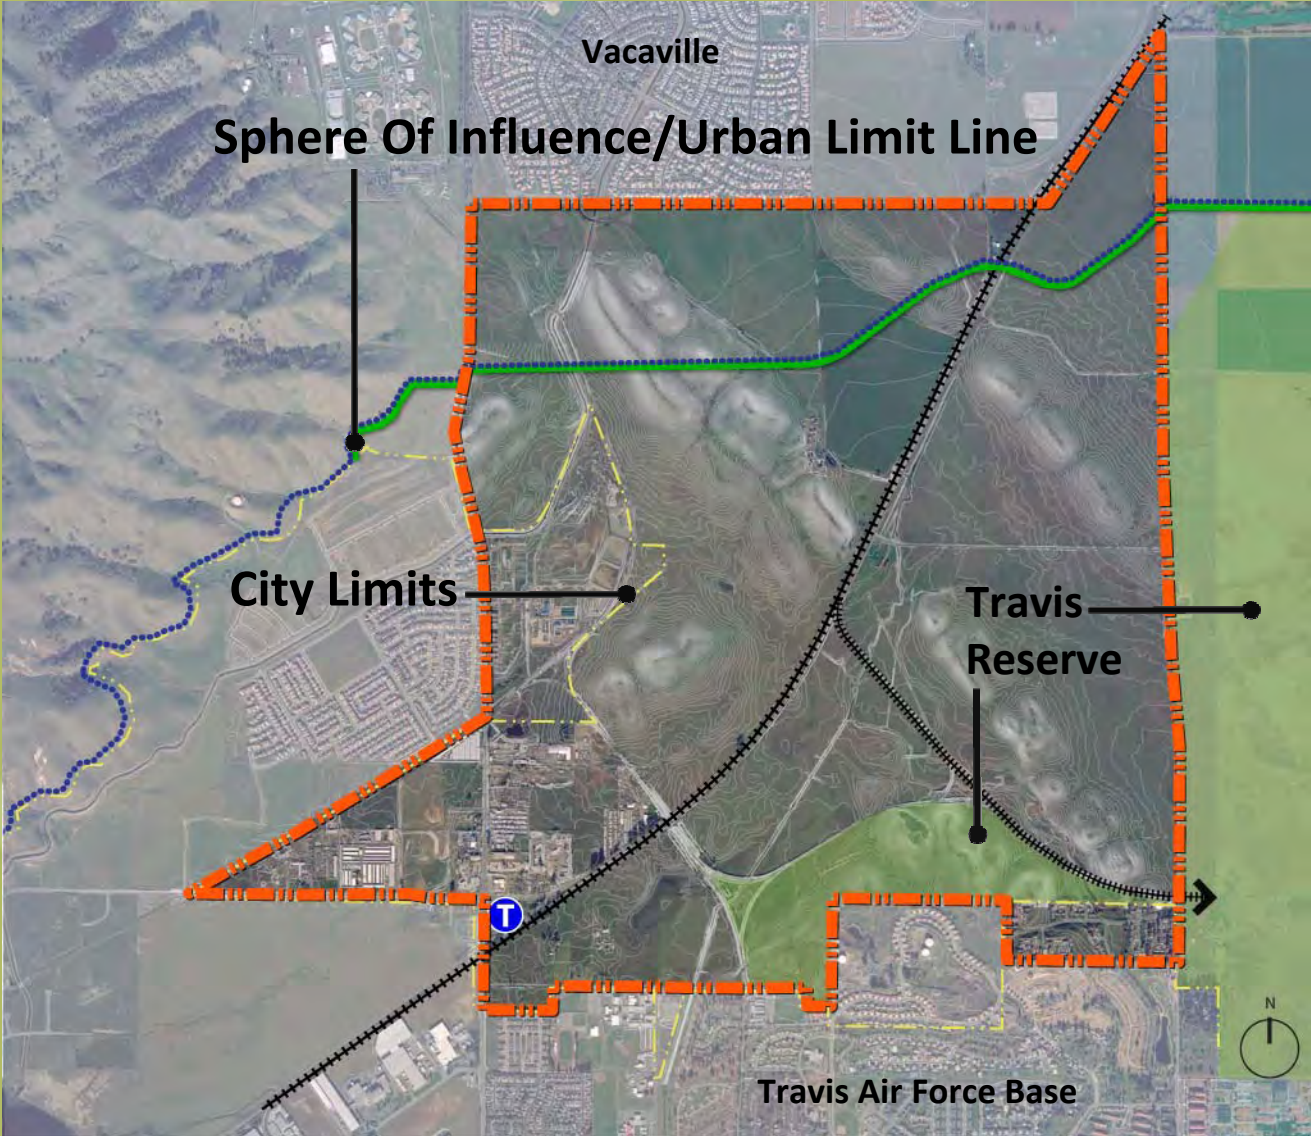 Vacaville
Sphere Of Influence/Urban Limit Line
City Limits
Travis
Reserve
T
N
Travis Air Force Base